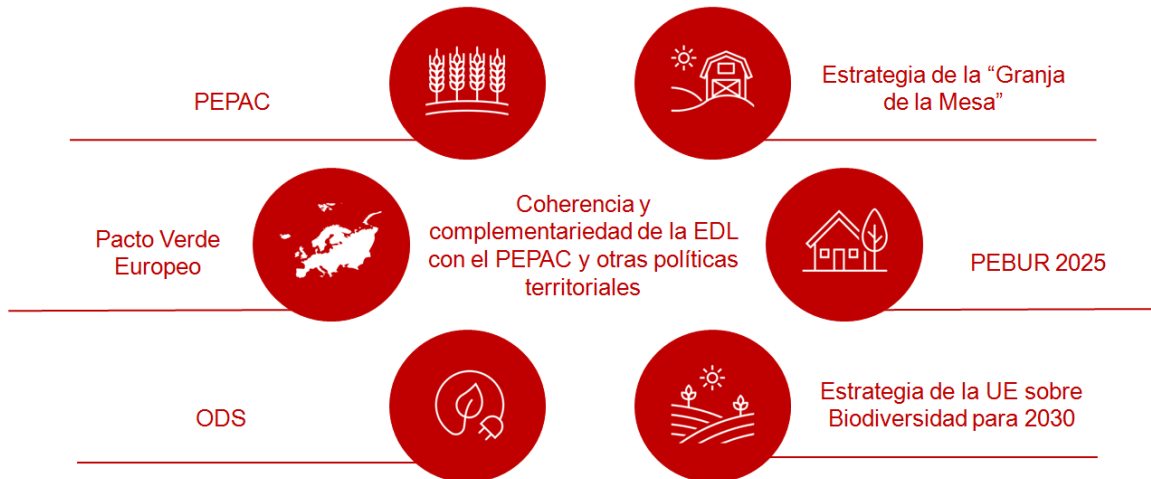 PEPAC
Estrategia de la “Granja
de la Mesa”
Pacto Verde
Europeo
Coherencia y
complementariedad de la EDL
con el PEPAC y otras políticas
territoriales
PEBUR 2025
ODS
Estrategia de la UE sobre
Biodiversidad para 2030